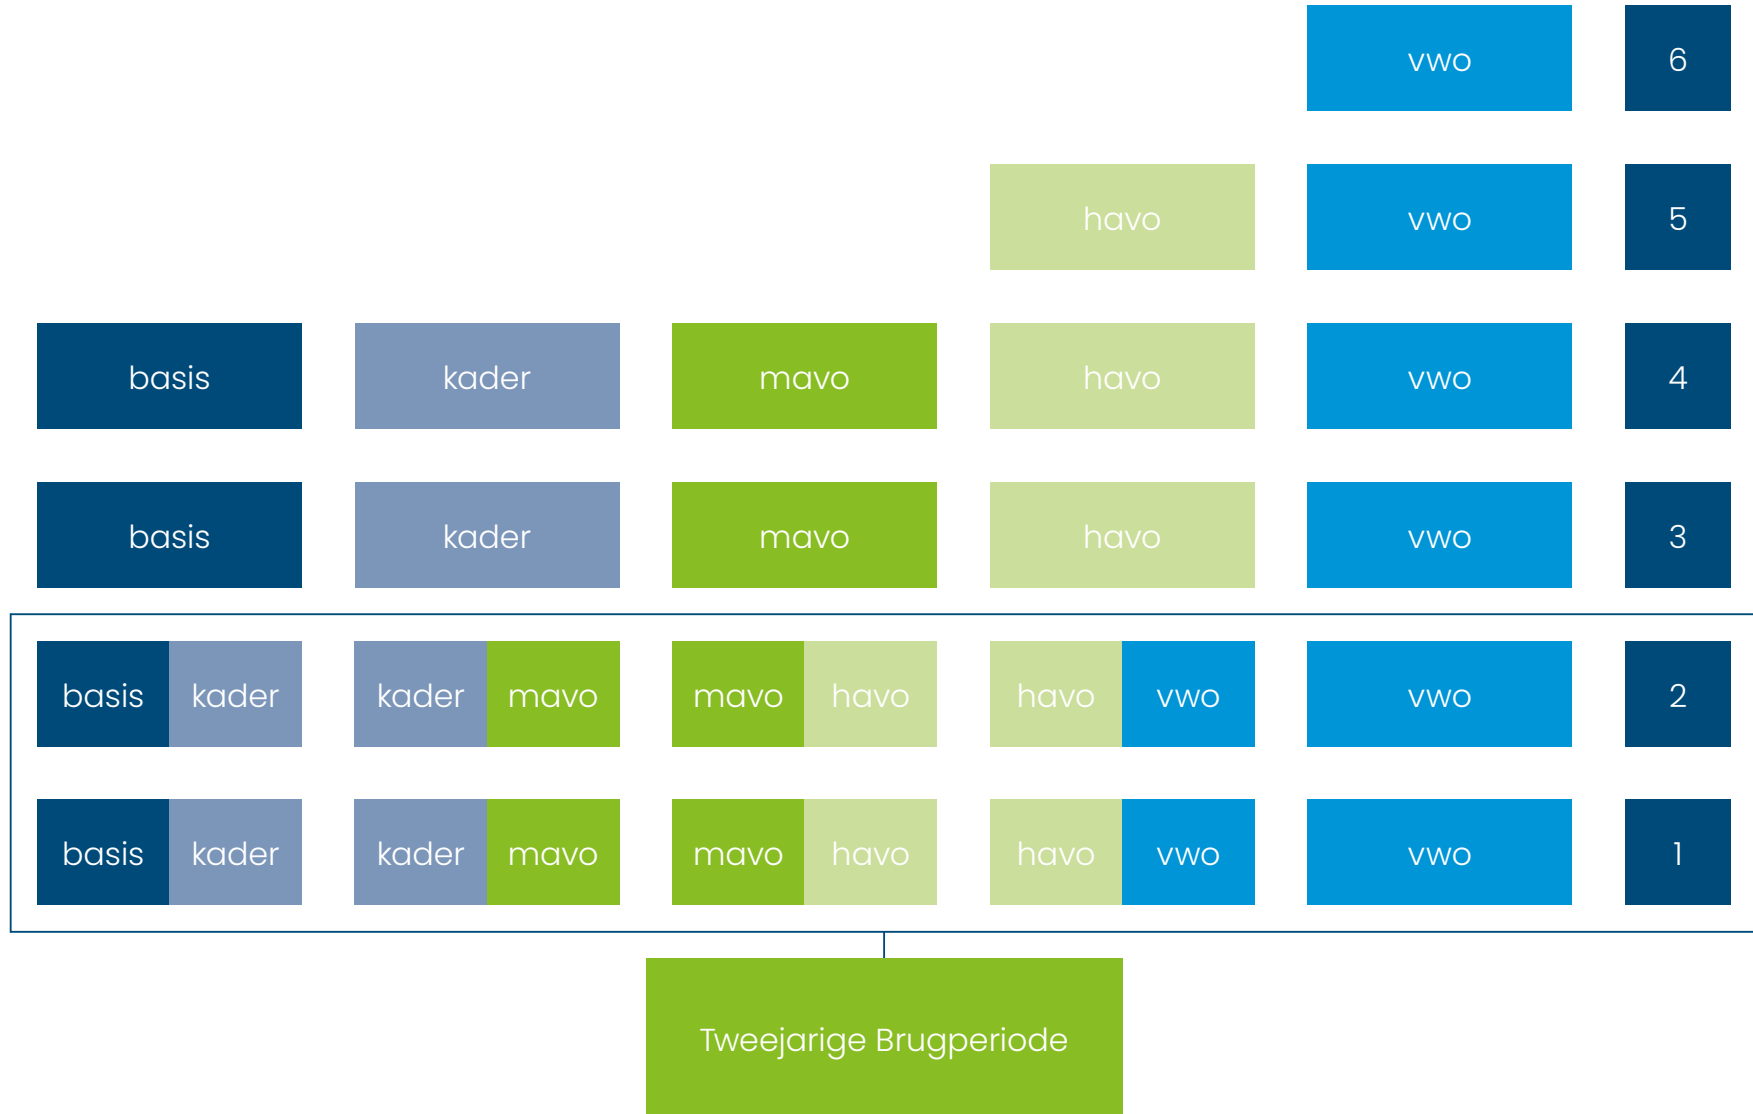 vwo 6
havo vwo 5
basis kader mavo havo vwo 4
basis kader mavo havo vwo 3
basis kader kader mavo mavo havo havo vwo vwo 2
basis kader kader mavo mavo havo havo vwo vwo 1
Tweejarige Brugperiode